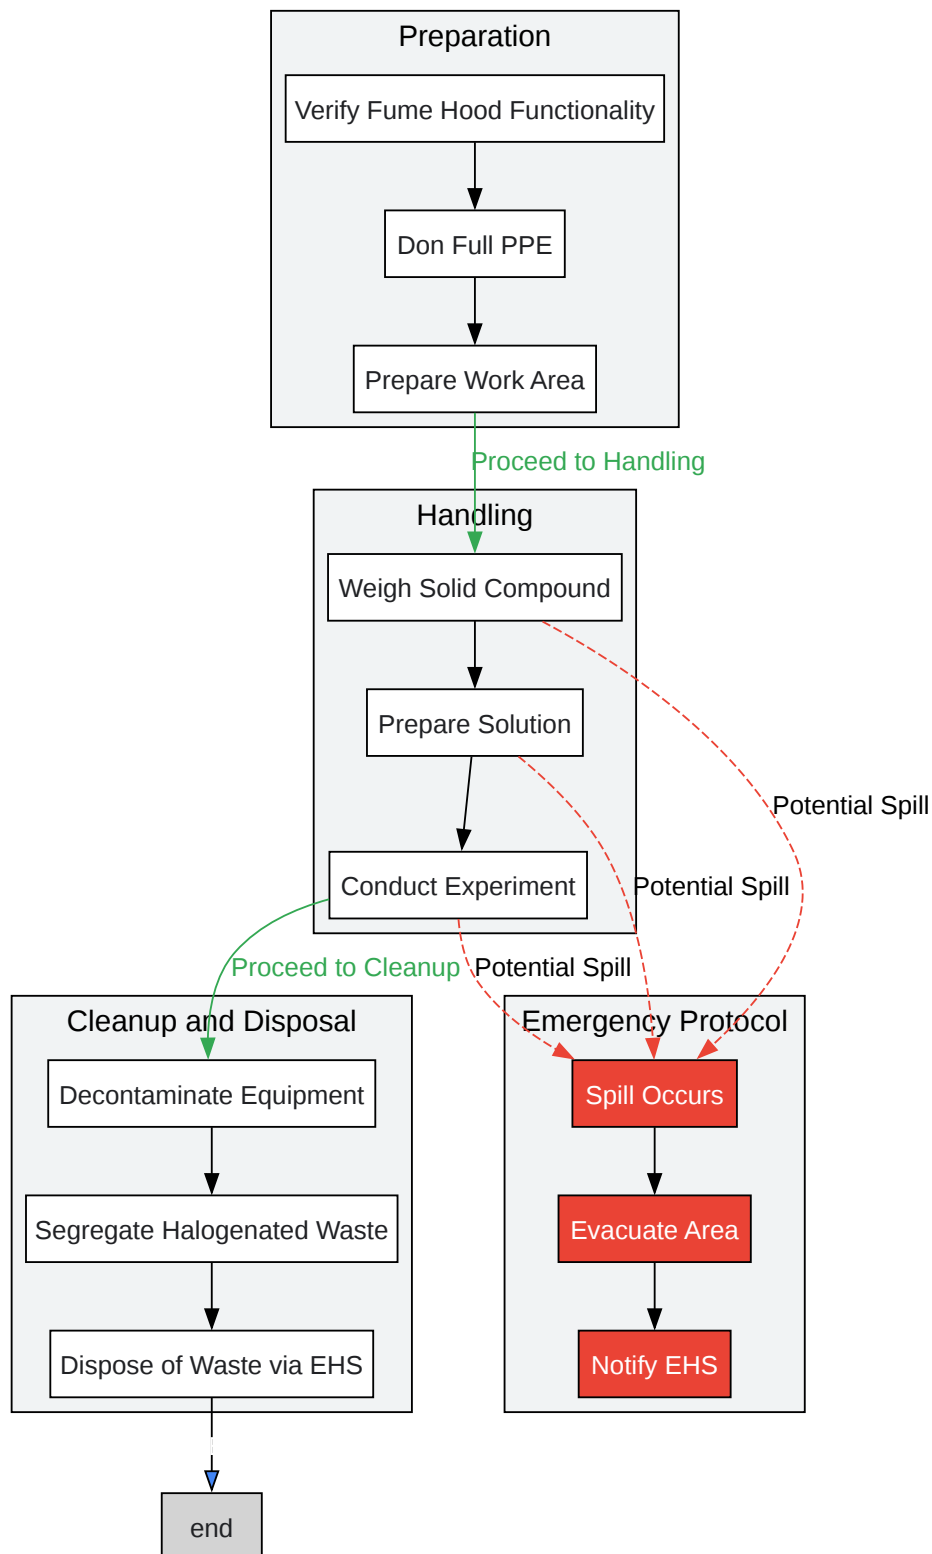 Preparation
Verify Fume Hood Functionality
Don Full PPE
Prepare Work Area
Proceed to Handling
Handling
Weigh Solid Compound
Prepare Solution
Potential Spill
Conduct Experiment
Potential Spill
Proceed to Cleanup
Potential Spill
Cleanup and Disposal
Emergency Protocol
Decontaminate Equipment
Spill Occurs
Segregate Halogenated Waste
Evacuate Area
Dispose of Waste via EHS
Notify EHS
end